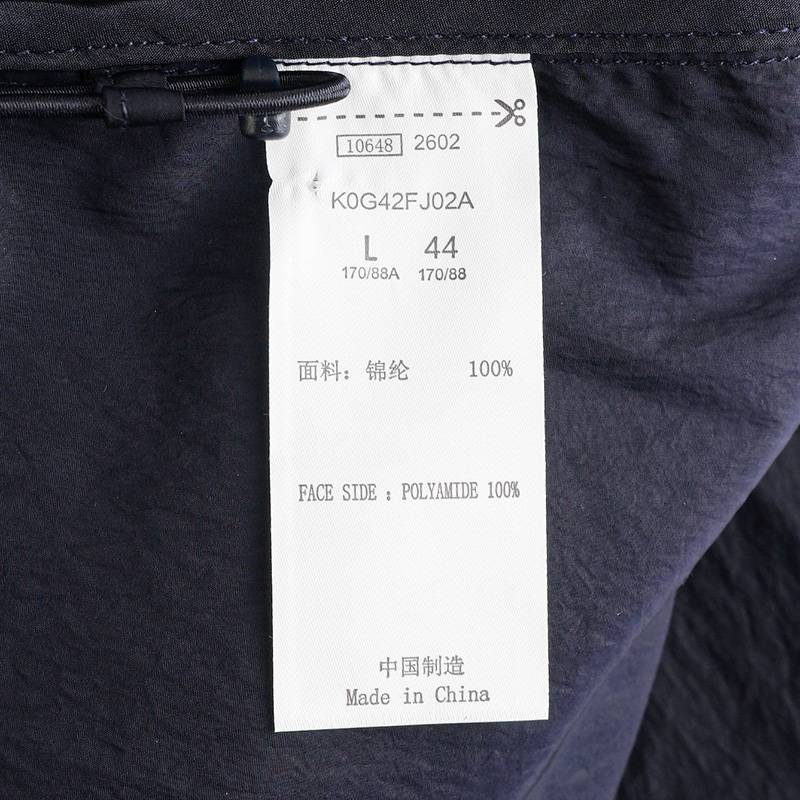 10648 2602
K0G42FJ02A
L 44
170/88A 170/88
面料：锦纶 100%
FACE SIDE : POLYAMIDE 100%
中国制造
Made in China